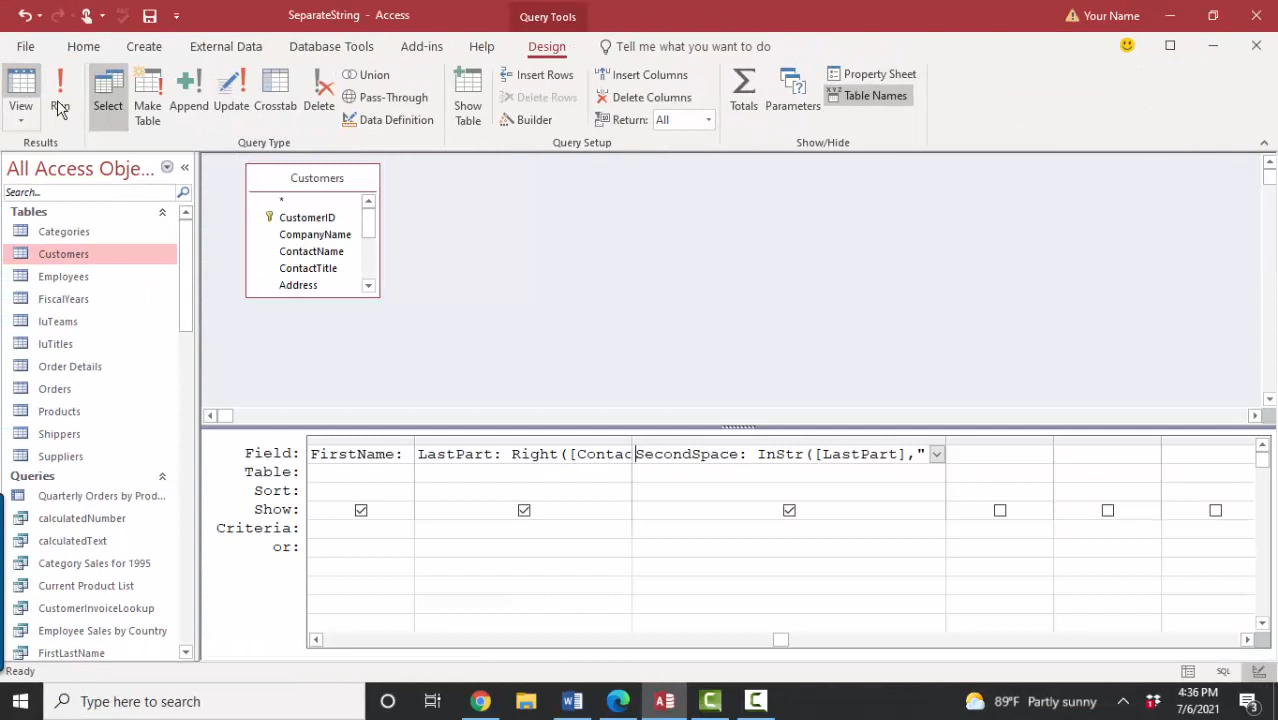 SeparateString - Access
Query Tools
Your Name
File
Home
Create
External Data
Database Tools
Add-ins
Help
Design
Tell me what you want to do
View
Run
Select
Make Table
Append
Update
Crosstab
Delete
Union
Pass-Through
Data Definition
Show Table
Insert Rows
Delete Rows
Builder
Insert Columns
Delete Columns
Return: All
Totals
Parameters
Property Sheet
Table Names
Results
Query Type
Query Setup
Show/Hide
All Access Obje...
Search...
Tables
Categories
Customers
Employees
FiscalYears
luTeams
luTitles
Order Details
Orders
Products
Shippers
Suppliers
Queries
Quarterly Orders by Prod...
calculatedNumber
calculatedText
Category Sales for 1995
Current Product List
CustomerInvoiceLookup
Employee Sales by Country
FirstLastName
Customers
*
CustomerID
CompanyName
ContactName
ContactTitle
Address
Field: FirstName: LastPart: Right([Contac SecondSpace: InStr([LastPart],"
Table:
Sort:
Show:
Criteria:
or:
Ready
SQL
Type here to search
89°F Partly sunny
4:36 PM
7/6/2021
3